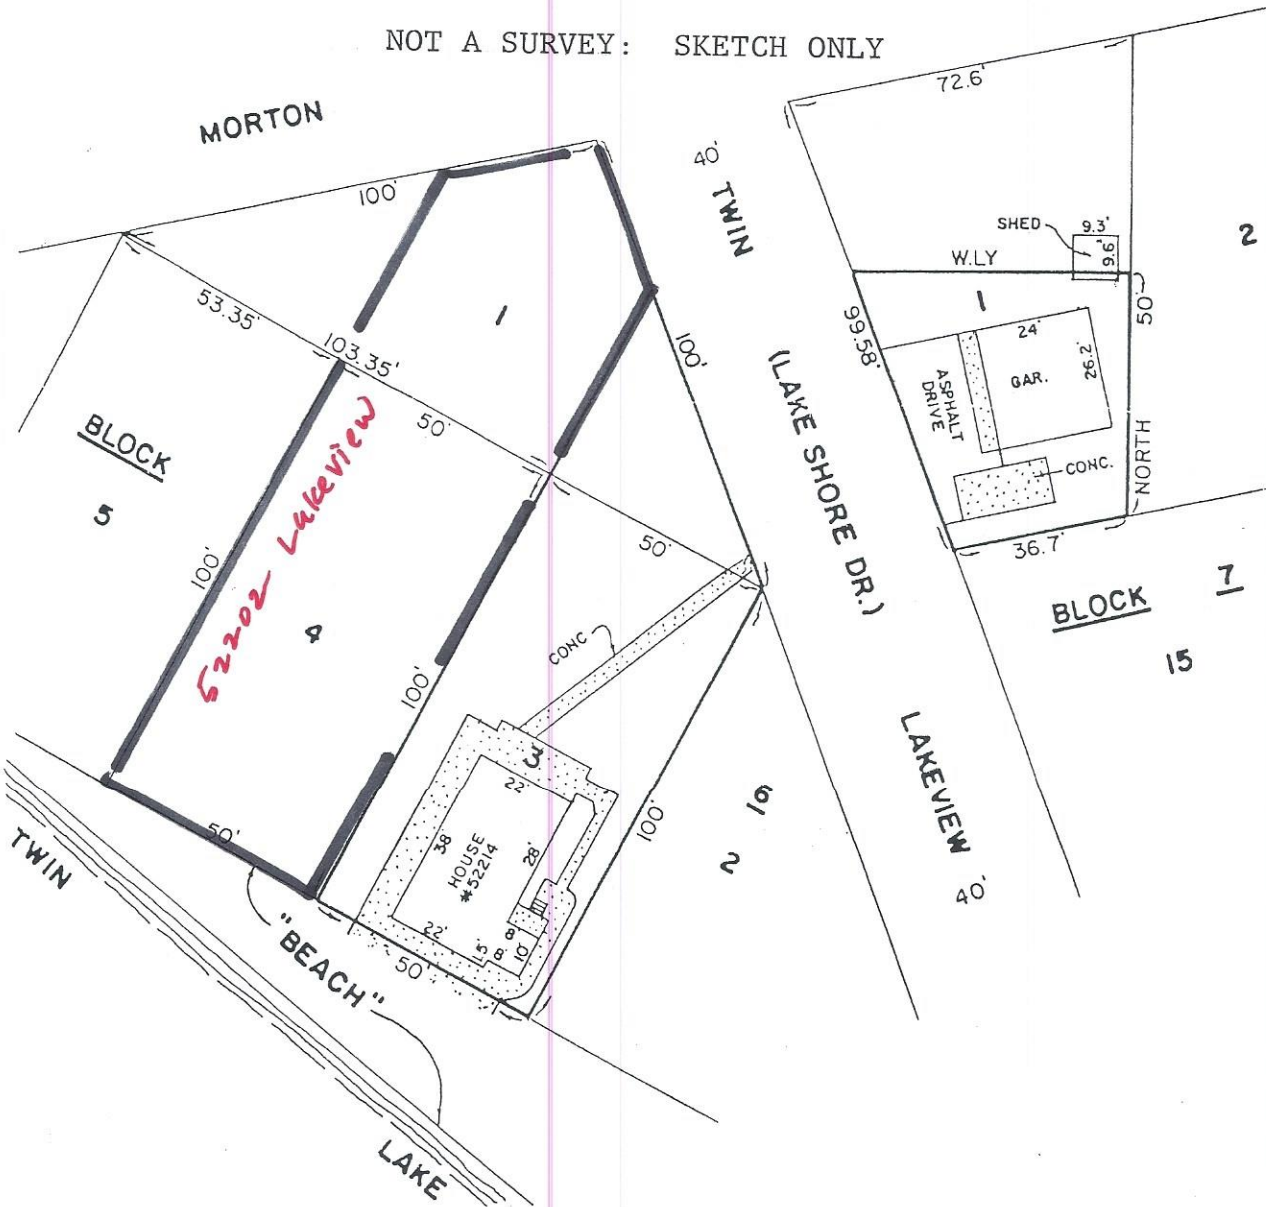 NOT A SURVEY: SKETCH ONLY
MORTON
72.6'
40'
TWIN
100'
SHED
9.3'
9.6'
2
W.LY
53.35'
1
1
50'
103.35'
100'
99.58'
24'
26.2'
GAR.
ASPHALT
DRIVE
(LAKE SHORE DR.)
BLOCK
5
50'
52202 Lakeview
NORTH
CONC.
36.7'
100'
50'
BLOCK 7
15
4
CONC
100'
LAKEVIEW
40'
3
22'
38'
HOUSE
#52214
28'
100'
16
2
50'
TWIN
22'
8'
1.5'
8'
10'
"BEACH"
50'
LAKE